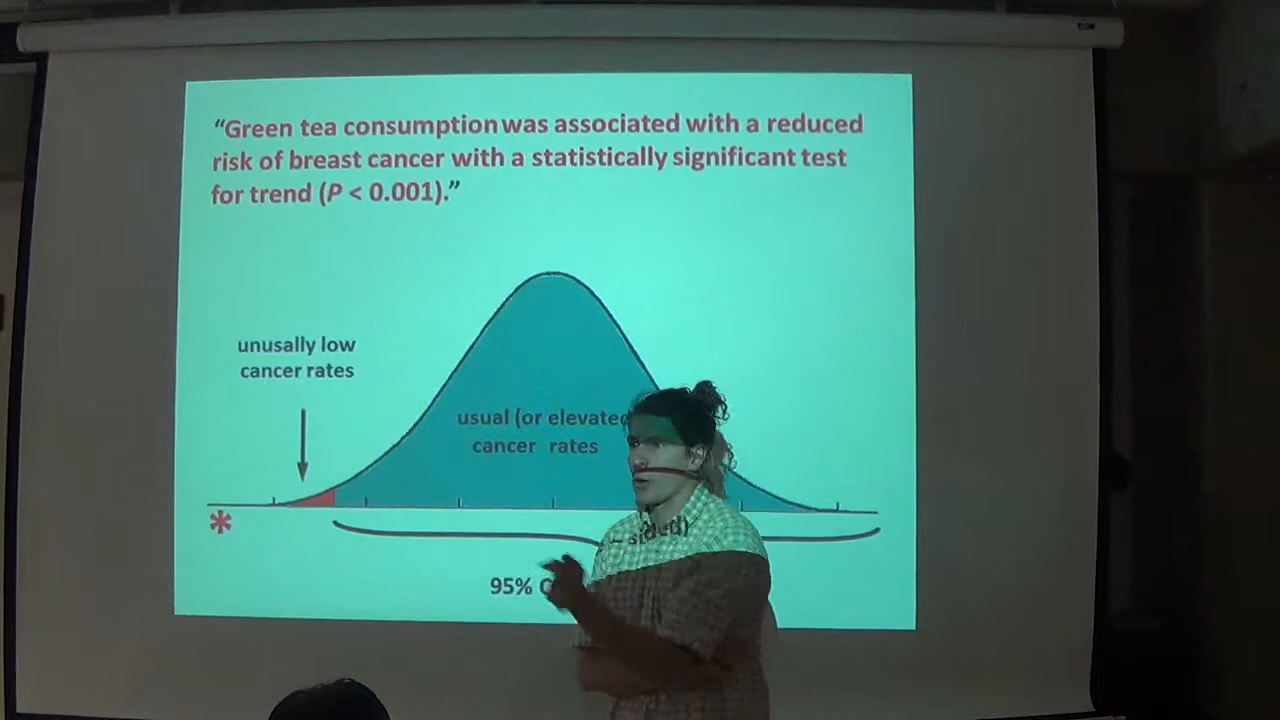 “Green tea consumption was associated with a reduced
risk of breast cancer with a statistically significant test
for trend (P < 0.001).”
unusally low
cancer rates
usual (or elevated
cancer rates
*
sided)
95%